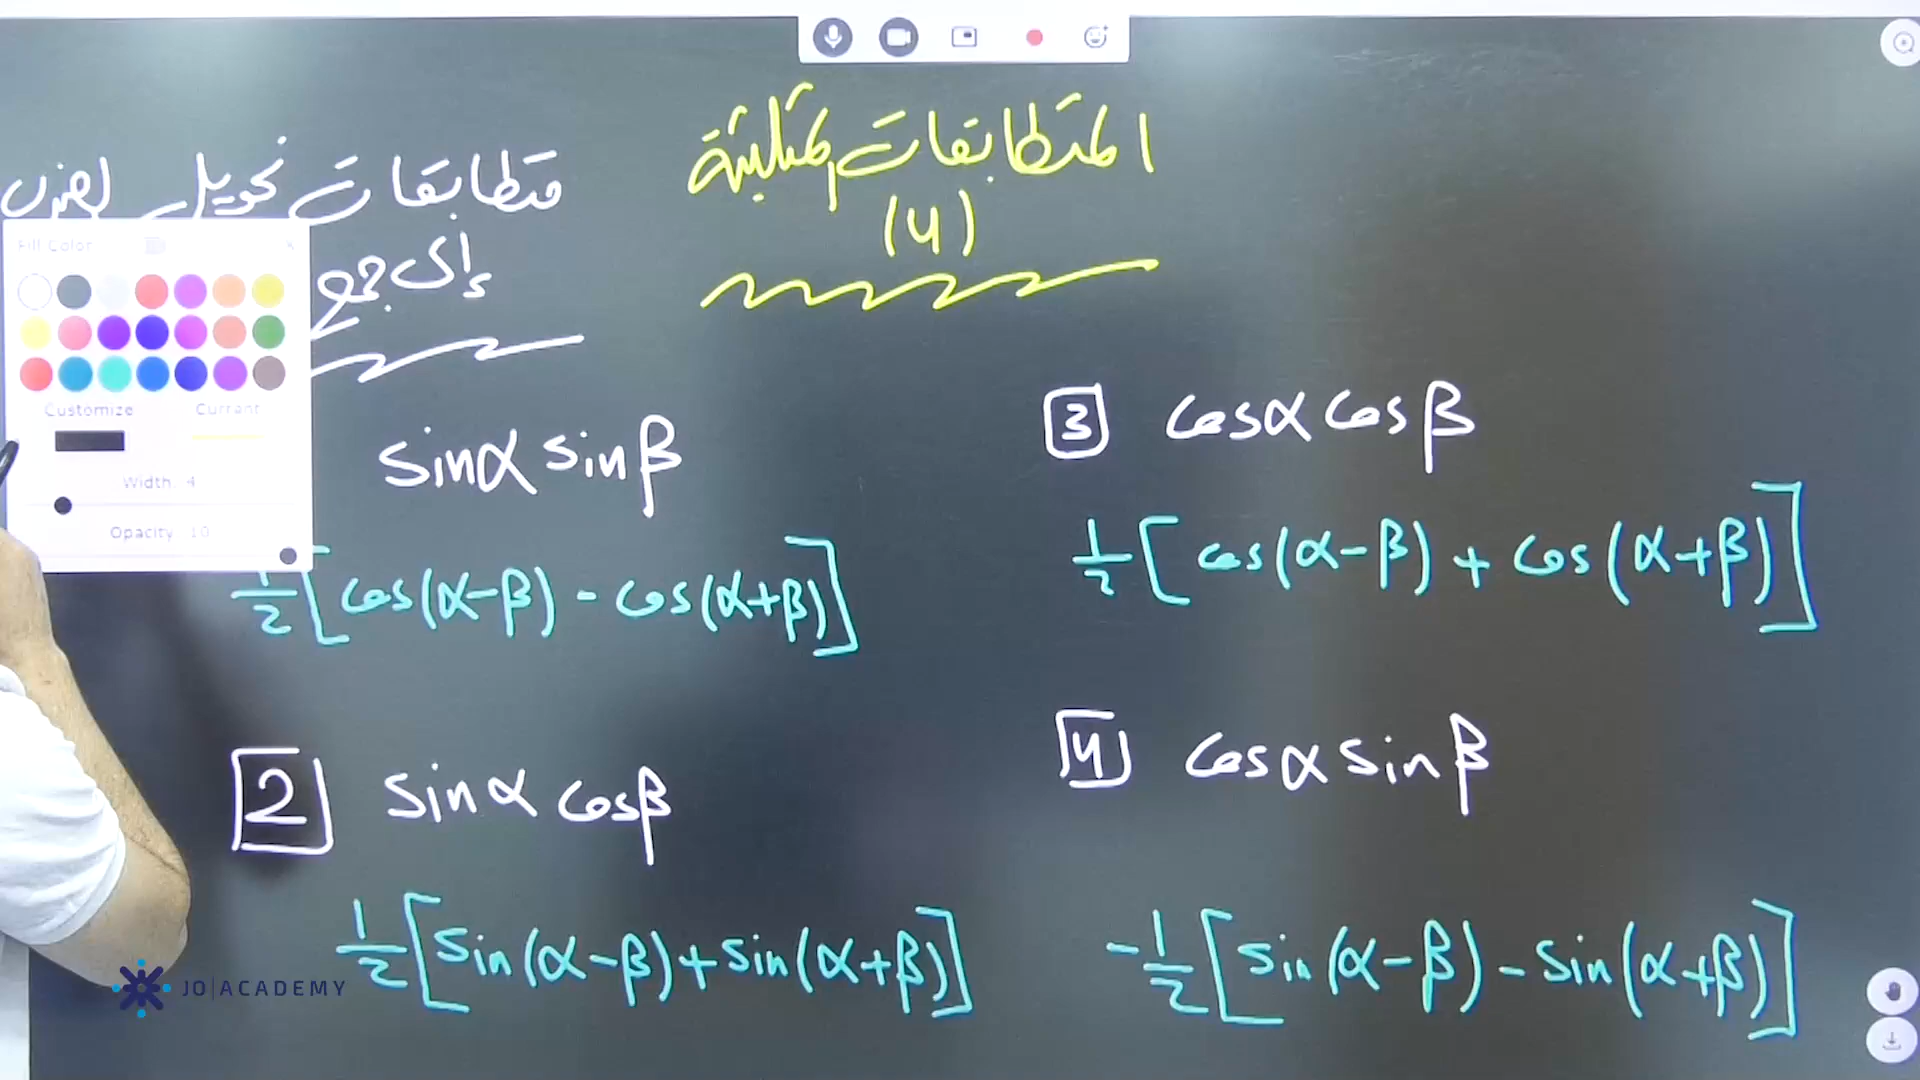 المتطابقات المثلثية
(4)
متطابقات تحويل الضرب
إلى جمع
Fill Color
Customize Current
Width 4
Opacity 10
sinα sinβ
1/2 [cos(α-β) - cos(α+β)]
2 sinα cosβ
1/2 [sin(α-β)+sin(α+β)]
3 cosα cosβ
1/2 [cos(α-β) + cos(α+β)]
4 cosα sinβ
-1/2 [sin(α-β) - sin(α+β)]
JO|ACADEMY